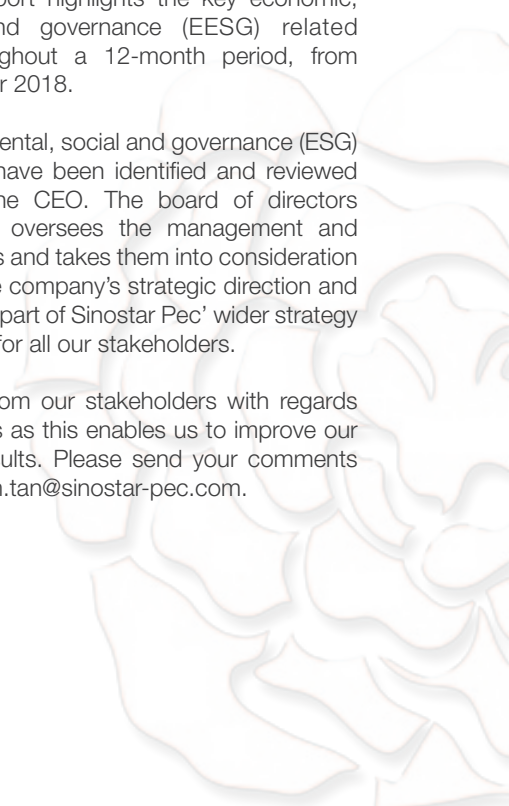 port highlights the key economic,
nd governance (EESG) related
ghout a 12-month period, from
r 2018.
ental, social and governance (ESG)
have been identified and reviewed
he CEO. The board of directors
oversees the management and
s and takes them into consideration
e company's strategic direction and
part of Sinostar Pec' wider strategy
for all our stakeholders.
om our stakeholders with regards
s as this enables us to improve our
ults. Please send your comments
n.tan@sinostar-pec.com.